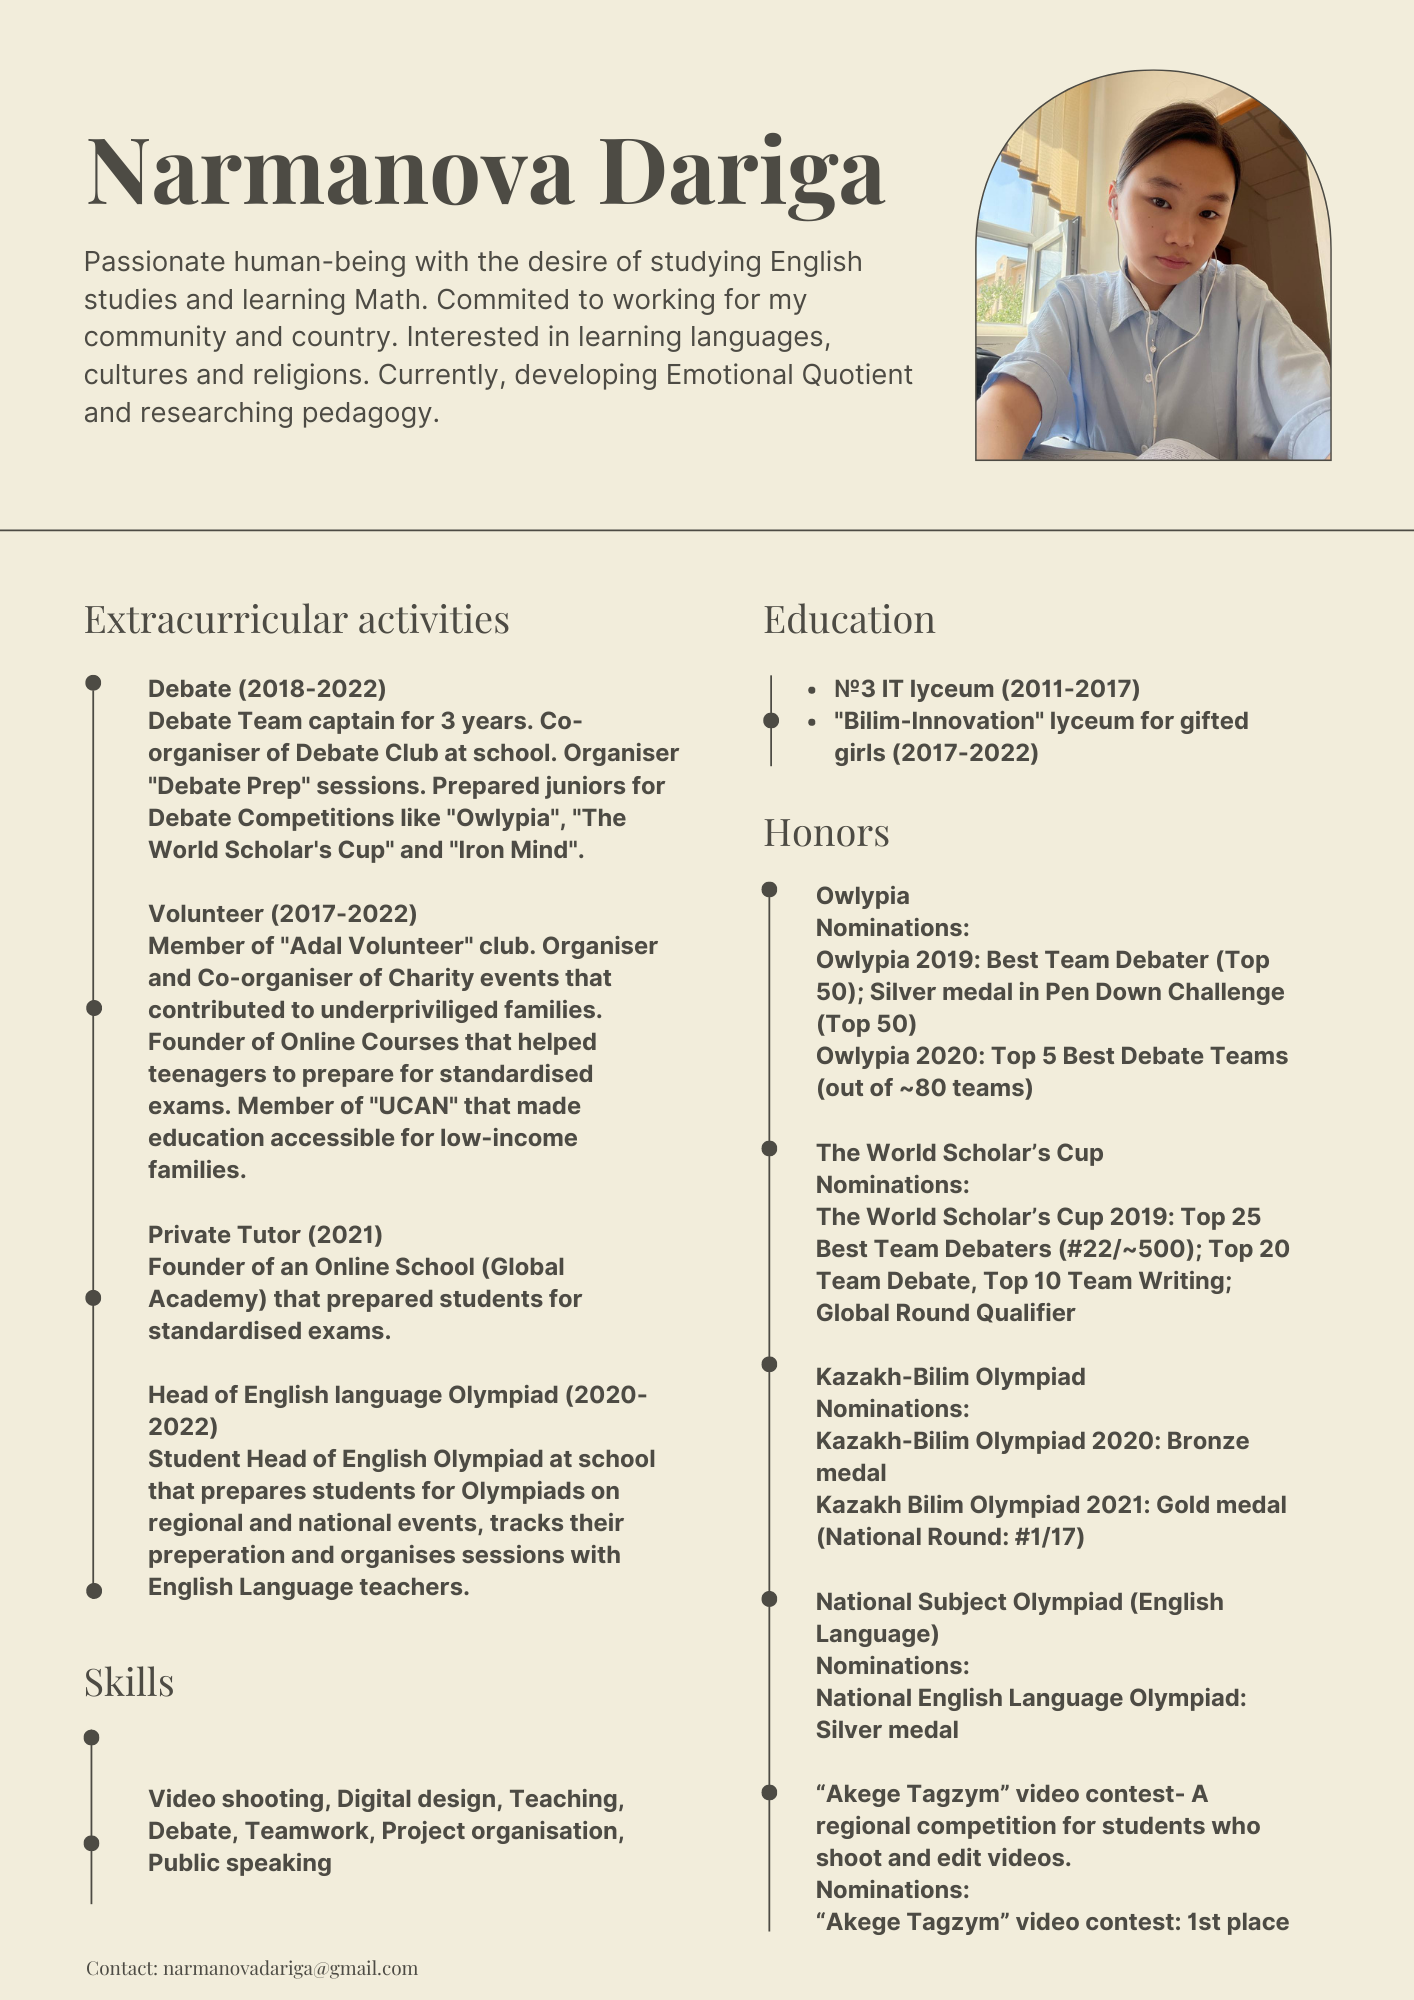 Narmanova Dariga
Passionate human-being with the desire of studying English
studies and learning Math. Commited to working for my
community and country. Interested in learning languages,
cultures and religions. Currently, developing Emotional Quotient
and researching pedagogy.
Extracurricular activities
Debate (2018-2022)
Debate Team captain for 3 years. Co-
organiser of Debate Club at school. Organiser
"Debate Prep" sessions. Prepared juniors for
Debate Competitions like "Owlypia", "The
World Scholar's Cup" and "Iron Mind".
Volunteer (2017-2022)
Member of "Adal Volunteer" club. Organiser
and Co-organiser of Charity events that
contributed to underpriviliged families.
Founder of Online Courses that helped
teenagers to prepare for standardised
exams. Member of "UCAN" that made
education accessible for low-income
families.
Private Tutor (2021)
Founder of an Online School (Global
Academy) that prepared students for
standardised exams.
Head of English language Olympiad (2020-
2022)
Student Head of English Olympiad at school
that prepares students for Olympiads on
regional and national events, tracks their
preperation and organises sessions with
English Language teachers.
Skills
Video shooting, Digital design, Teaching,
Debate, Teamwork, Project organisation,
Public speaking
Contact: narmanovadariga@gmail.com
Education
• №3 IT lyceum (2011-2017)
• "Bilim-Innovation" lyceum for gifted
girls (2017-2022)
Honors
Owlypia
Nominations:
Owlypia 2019: Best Team Debater (Top
50); Silver medal in Pen Down Challenge
(Top 50)
Owlypia 2020: Top 5 Best Debate Teams
(out of ~80 teams)
The World Scholar’s Cup
Nominations:
The World Scholar’s Cup 2019: Top 25
Best Team Debaters (#22/~500); Top 20
Team Debate, Top 10 Team Writing;
Global Round Qualifier
Kazakh-Bilim Olympiad
Nominations:
Kazakh-Bilim Olympiad 2020: Bronze
medal
Kazakh Bilim Olympiad 2021: Gold medal
(National Round: #1/17)
National Subject Olympiad (English
Language)
Nominations:
National English Language Olympiad:
Silver medal
“Akege Tagzym” video contest- A
regional competition for students who
shoot and edit videos.
Nominations:
“Akege Tagzym” video contest: 1st place